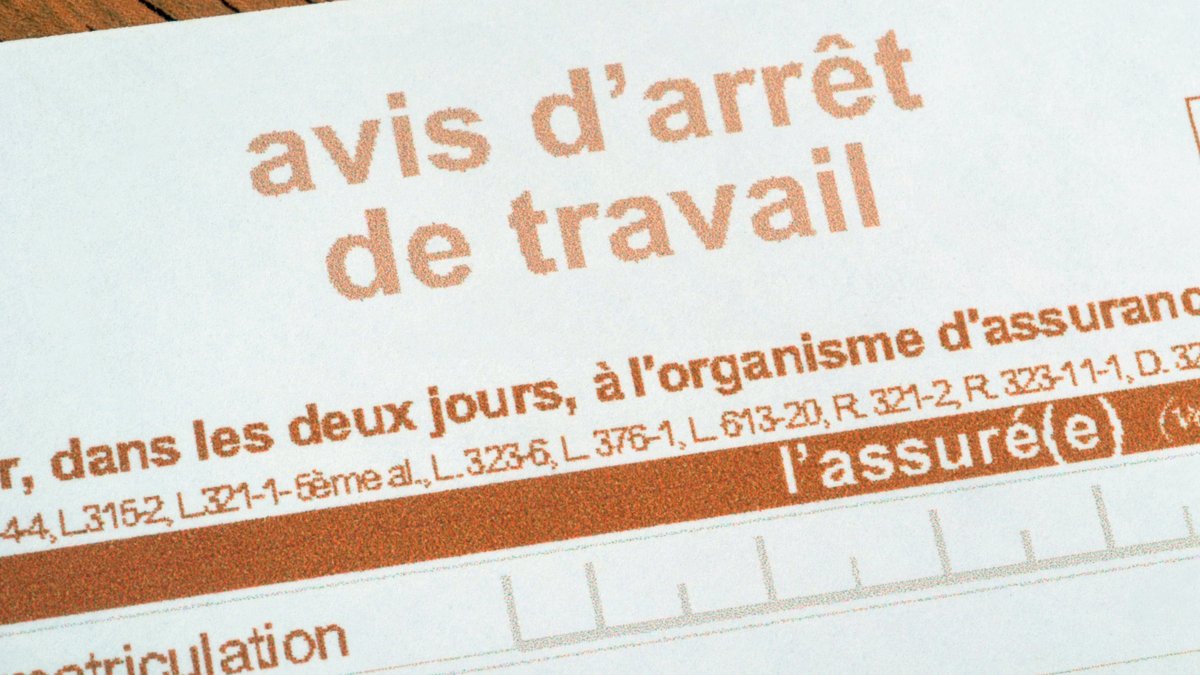 avis d'arrêt
de travail
r, dans les deux jours, à l'organisme d'assuranc
-4-4, L.315-2, L.321-1- 5ème al., L.323-6, L.376-1, L.613-20, R.321-2, R.323-11-1, D.32
l'assuré(e)
matriculation